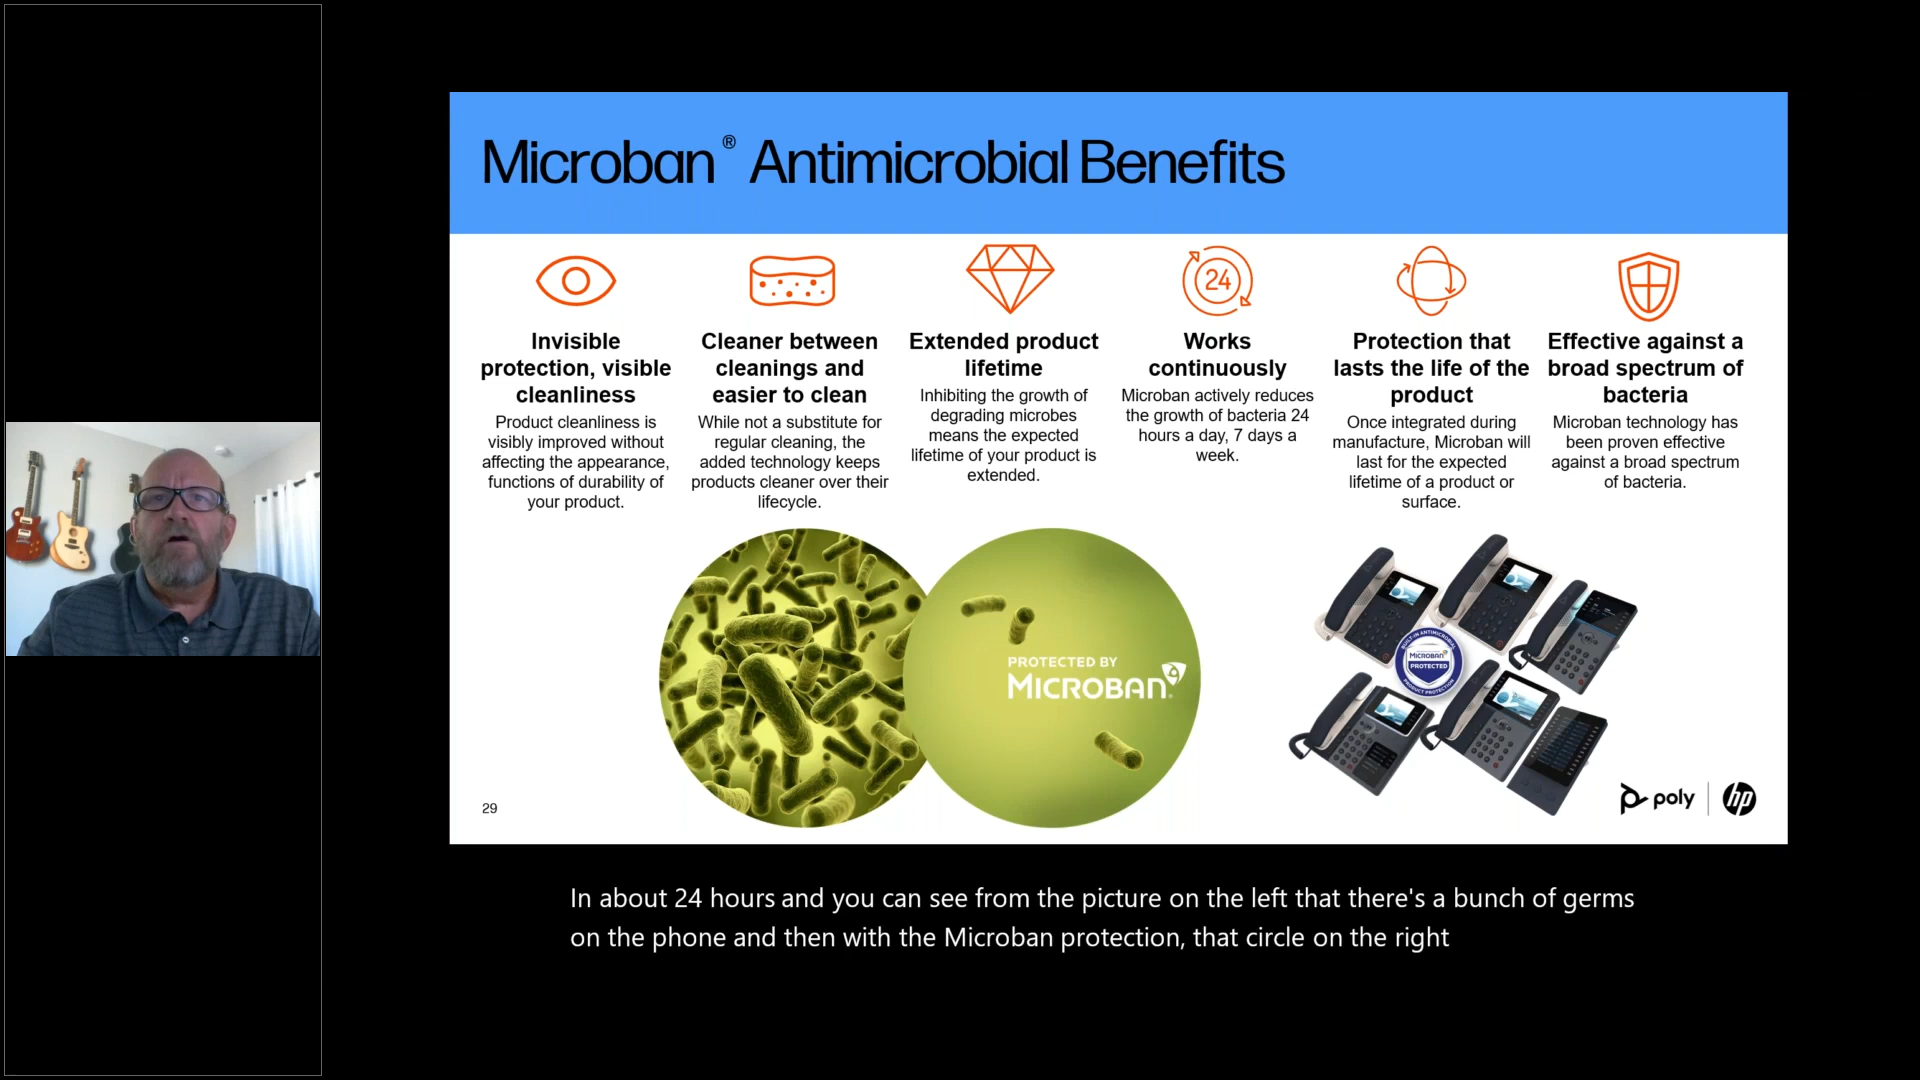 Microban® Antimicrobial Benefits
24
Invisible
protection, visible
cleanliness
Product cleanliness is
visibly improved without
affecting the appearance,
functions of durability of
your product.
Cleaner between
cleanings and
easier to clean
While not a substitute for
regular cleaning, the
added technology keeps
products cleaner over their
lifecycle.
Extended product
lifetime
Inhibiting the growth of
degrading microbes
means the expected
lifetime of your product is
extended.
Works
continuously
Microban actively reduces
the growth of bacteria 24
hours a day, 7 days a
week.
Protection that
lasts the life of the
product
Once integrated during
manufacture, Microban will
last for the expected
lifetime of a product or
surface.
Effective against a
broad spectrum of
bacteria
Microban technology has
been proven effective
against a broad spectrum
of bacteria.
PROTECTED BY
MICROBAN®
BUILT-IN ANTIMICROBIAL
MICROBAN®
PROTECTED
PRODUCT PROTECTION
29
poly
hp
In about 24 hours and you can see from the picture on the left that there's a bunch of germs
on the phone and then with the Microban protection, that circle on the right